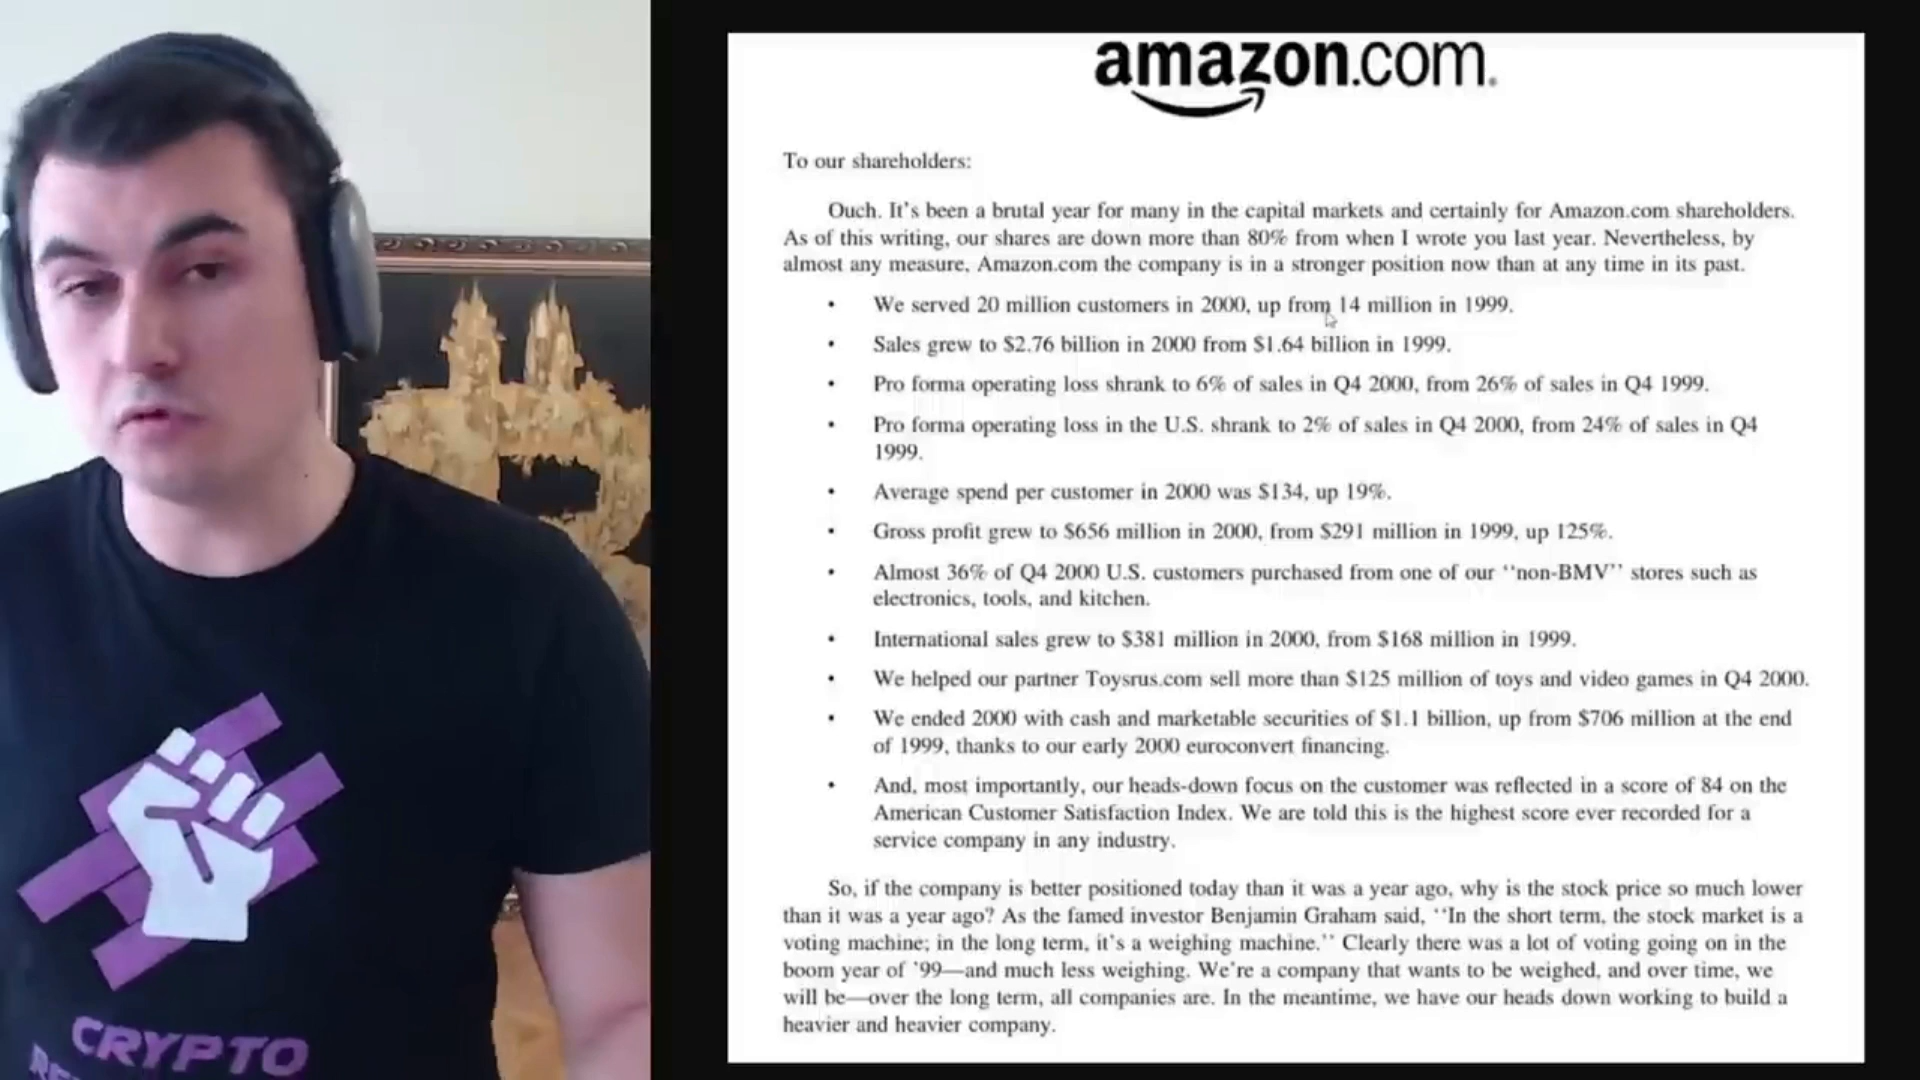 amazon.com.
To our shareholders:
Ouch. It's been a brutal year for many in the capital markets and certainly for Amazon.com shareholders.
As of this writing, our shares are down more than 80% from when I wrote you last year. Nevertheless, by
almost any measure, Amazon.com the company is in a stronger position now than at any time in its past.
• We served 20 million customers in 2000, up from 14 million in 1999.
• Sales grew to $2.76 billion in 2000 from $1.64 billion in 1999.
• Pro forma operating loss shrank to 6% of sales in Q4 2000, from 26% of sales in Q4 1999.
• Pro forma operating loss in the U.S. shrank to 2% of sales in Q4 2000, from 24% of sales in Q4
1999.
• Average spend per customer in 2000 was $134, up 19%.
• Gross profit grew to $656 million in 2000, from $291 million in 1999, up 125%.
• Almost 36% of Q4 2000 U.S. customers purchased from one of our ‘‘non-BMV’’ stores such as
electronics, tools, and kitchen.
• International sales grew to $381 million in 2000, from $168 million in 1999.
• We helped our partner Toysrus.com sell more than $125 million of toys and video games in Q4 2000.
• We ended 2000 with cash and marketable securities of $1.1 billion, up from $706 million at the end
of 1999, thanks to our early 2000 euroconvert financing.
• And, most importantly, our heads-down focus on the customer was reflected in a score of 84 on the
American Customer Satisfaction Index. We are told this is the highest score ever recorded for a
service company in any industry.
So, if the company is better positioned today than it was a year ago, why is the stock price so much lower
than it was a year ago? As the famed investor Benjamin Graham said, ‘‘In the short term, the stock market is a
voting machine; in the long term, it's a weighing machine.’’ Clearly there was a lot of voting going on in the
boom year of '99—and much less weighing. We're a company that wants to be weighed, and over time, we
will be—over the long term, all companies are. In the meantime, we have our heads down working to build a
heavier and heavier company.
CRYPTO